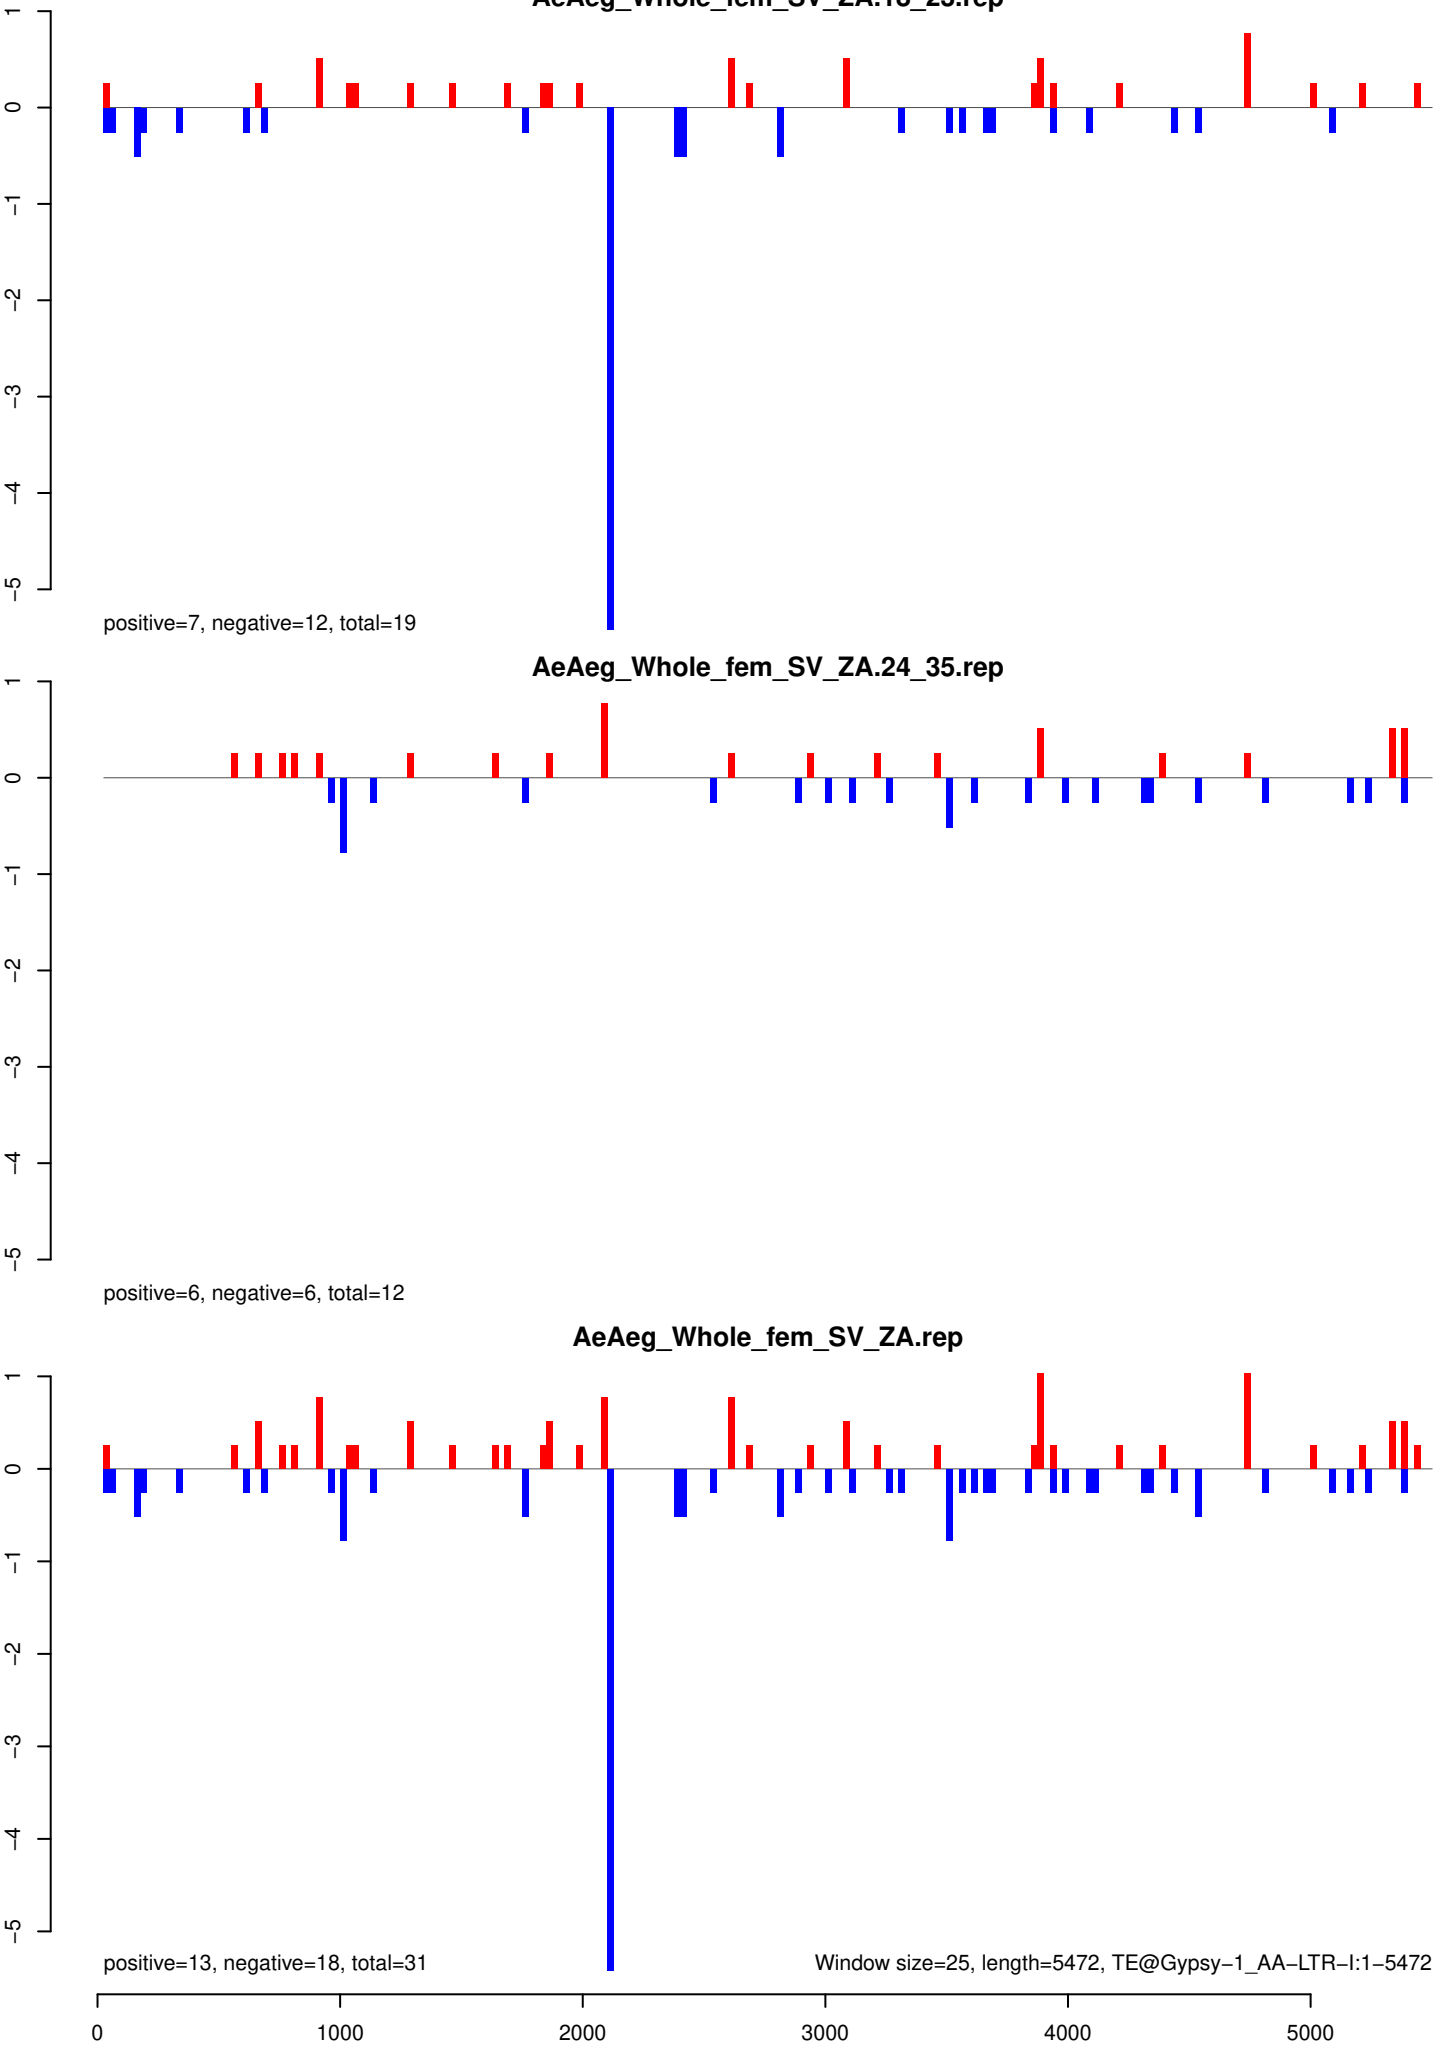 AeAeg_Whole_fem_SV_ZA.18_23.rep
1
0
−1
−2
−3
−4
−5
positive=7, negative=12, total=19
AeAeg_Whole_fem_SV_ZA.24_35.rep
1
0
−1
−2
−3
−4
−5
positive=6, negative=6, total=12
AeAeg_Whole_fem_SV_ZA.rep
1
0
−1
−2
−3
−4
−5
positive=13, negative=18, total=31
Window size=25, length=5472, TE@Gypsy−1_AA−LTR−I:1−5472
0 1000 2000 3000 4000 5000